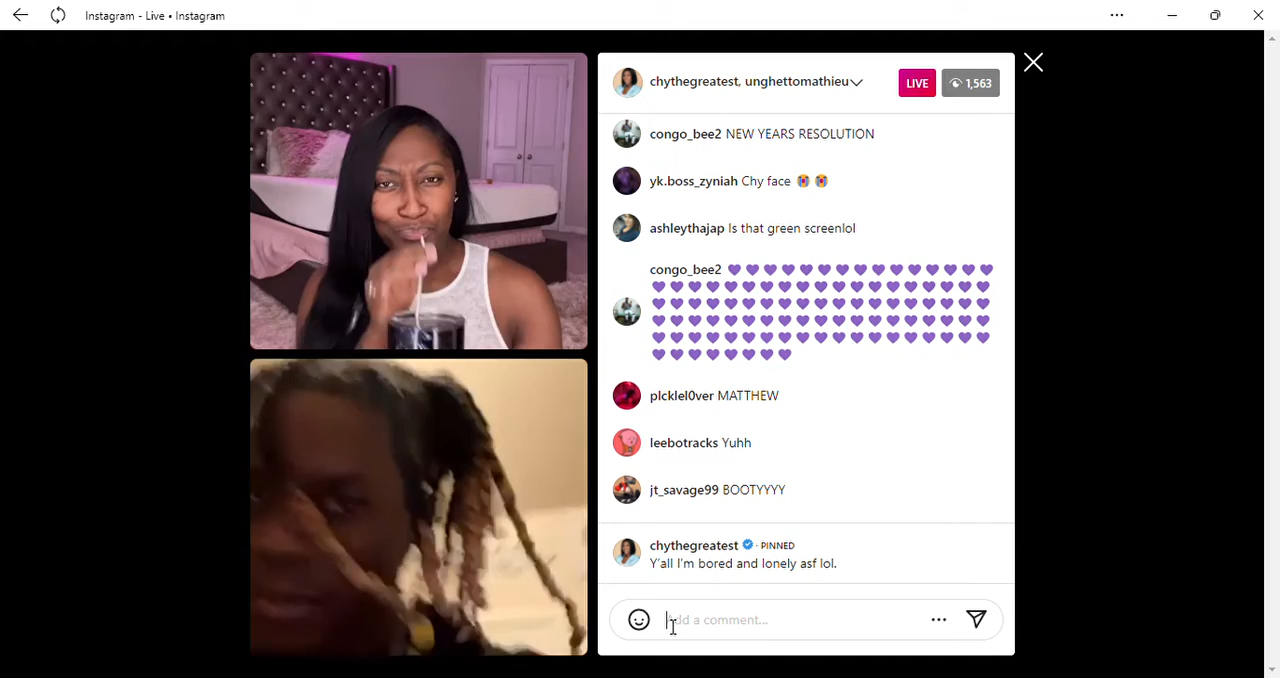 Instagram - Live • Instagram
chythegreatest, unghettomathieu
LIVE
1,563
congo_bee2 NEW YEARS RESOLUTION
yk.boss_zyniah Chy face 😭 😭
ashleythajap Is that green screenlol
congo_bee2 💜 💜 💜 💜 💜 💜 💜 💜 💜 💜 💜 💜 💜 💜 💜
💜 💜 💜 💜 💜 💜 💜 💜 💜 💜 💜 💜 💜 💜 💜 💜 💜 💜 💜
💜 💜 💜 💜 💜 💜 💜 💜 💜 💜 💜 💜 💜 💜 💜 💜 💜 💜 💜
💜 💜 💜 💜 💜 💜 💜 💜 💜 💜 💜 💜 💜 💜 💜 💜 💜 💜 💜
💜 💜 💜 💜 💜 💜 💜 💜 💜 💜 💜 💜 💜 💜 💜 💜 💜 💜 💜
💜 💜 💜 💜 💜 💜 💜 💜
plcklel0ver MATTHEW
leebotracks Yuhh
jt_savage99 BOOTYYYY
chythegreatest · PINNED
Y'all I'm bored and lonely asf lol.
Add a comment...